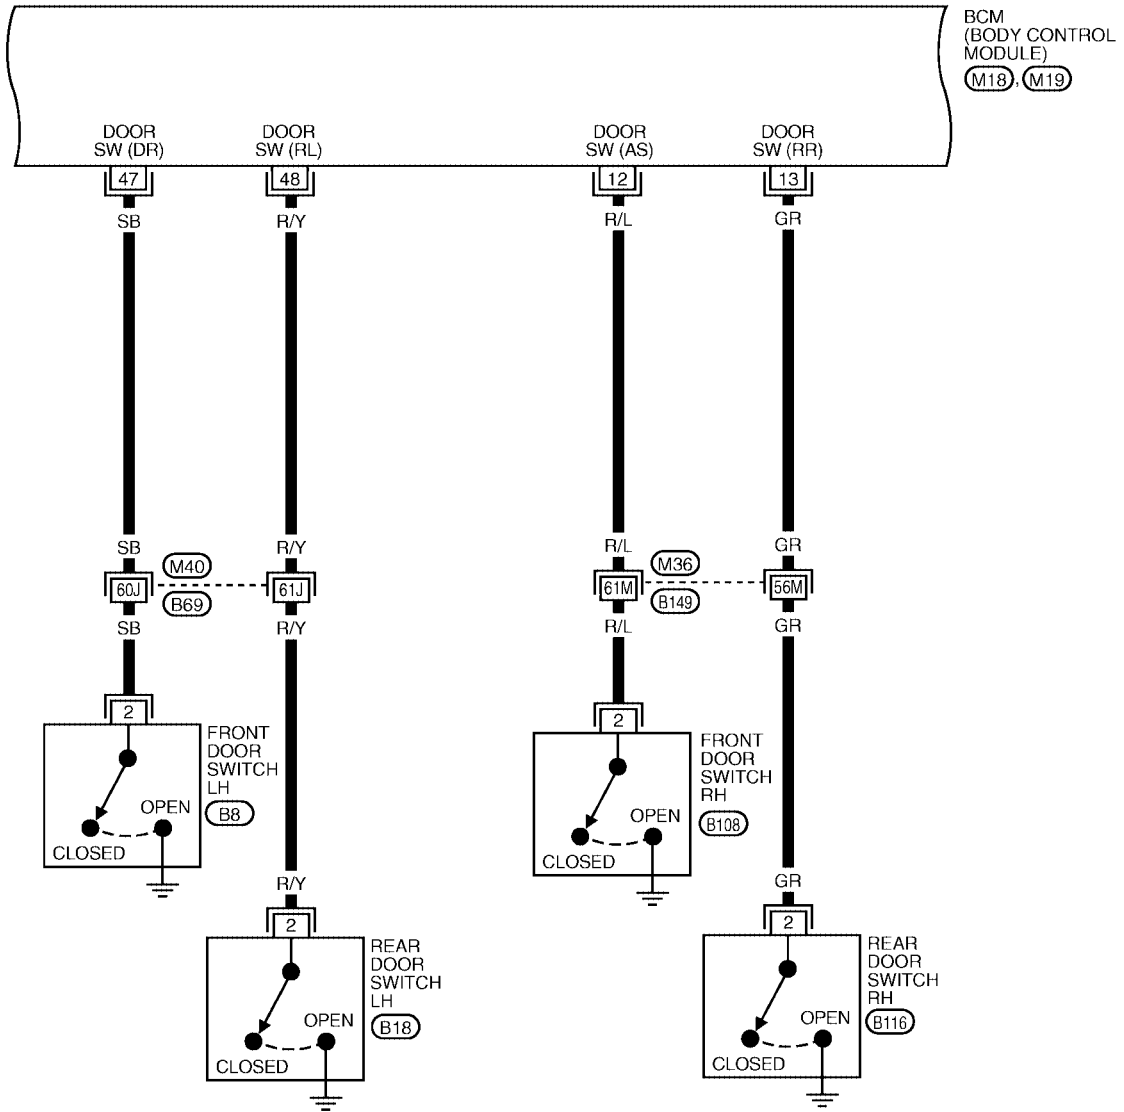 BCM
(BODY CONTROL
MODULE)
M18, M19
DOOR
SW (DR)
DOOR
SW (RL)
DOOR
SW (AS)
DOOR
SW (RR)
47
48
12
13
SB
R/Y
R/L
GR
SB
R/Y
R/L
GR
M40
M36
60J
61J
61M
56M
B69
B149
SB
R/Y
R/L
GR
2
FRONT
DOOR
SWITCH
LH
B8
OPEN
CLOSED
2
FRONT
DOOR
SWITCH
RH
B108
OPEN
CLOSED
R/Y
GR
2
REAR
DOOR
SWITCH
LH
B18
OPEN
CLOSED
2
REAR
DOOR
SWITCH
RH
B116
OPEN
CLOSED